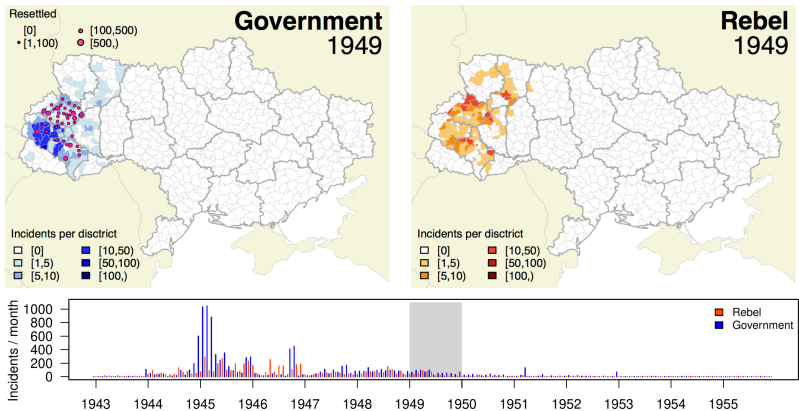 Resettled
[0] [100,500)
[1,100) [500,)
Government
1949
Incidents per disctrict
[0] [10,50)
[1,5) [50,100)
[5,10) [100,)
Rebel
1949
Incidents per disctrict
[0] [10,50)
[1,5) [50,100)
[5,10) [100,)
Incidents / month
1000
800
600
400
200
0
Rebel
Government
1943 1944 1945 1946 1947 1948 1949 1950 1951 1952 1953 1954 1955